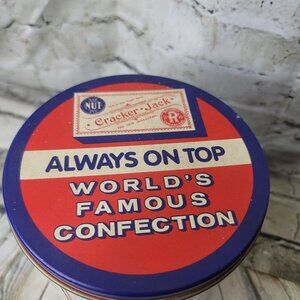 NUT
Cracker Jack
ALWAYS ON TOP
WORLD'S
FAMOUS
CONFECTION